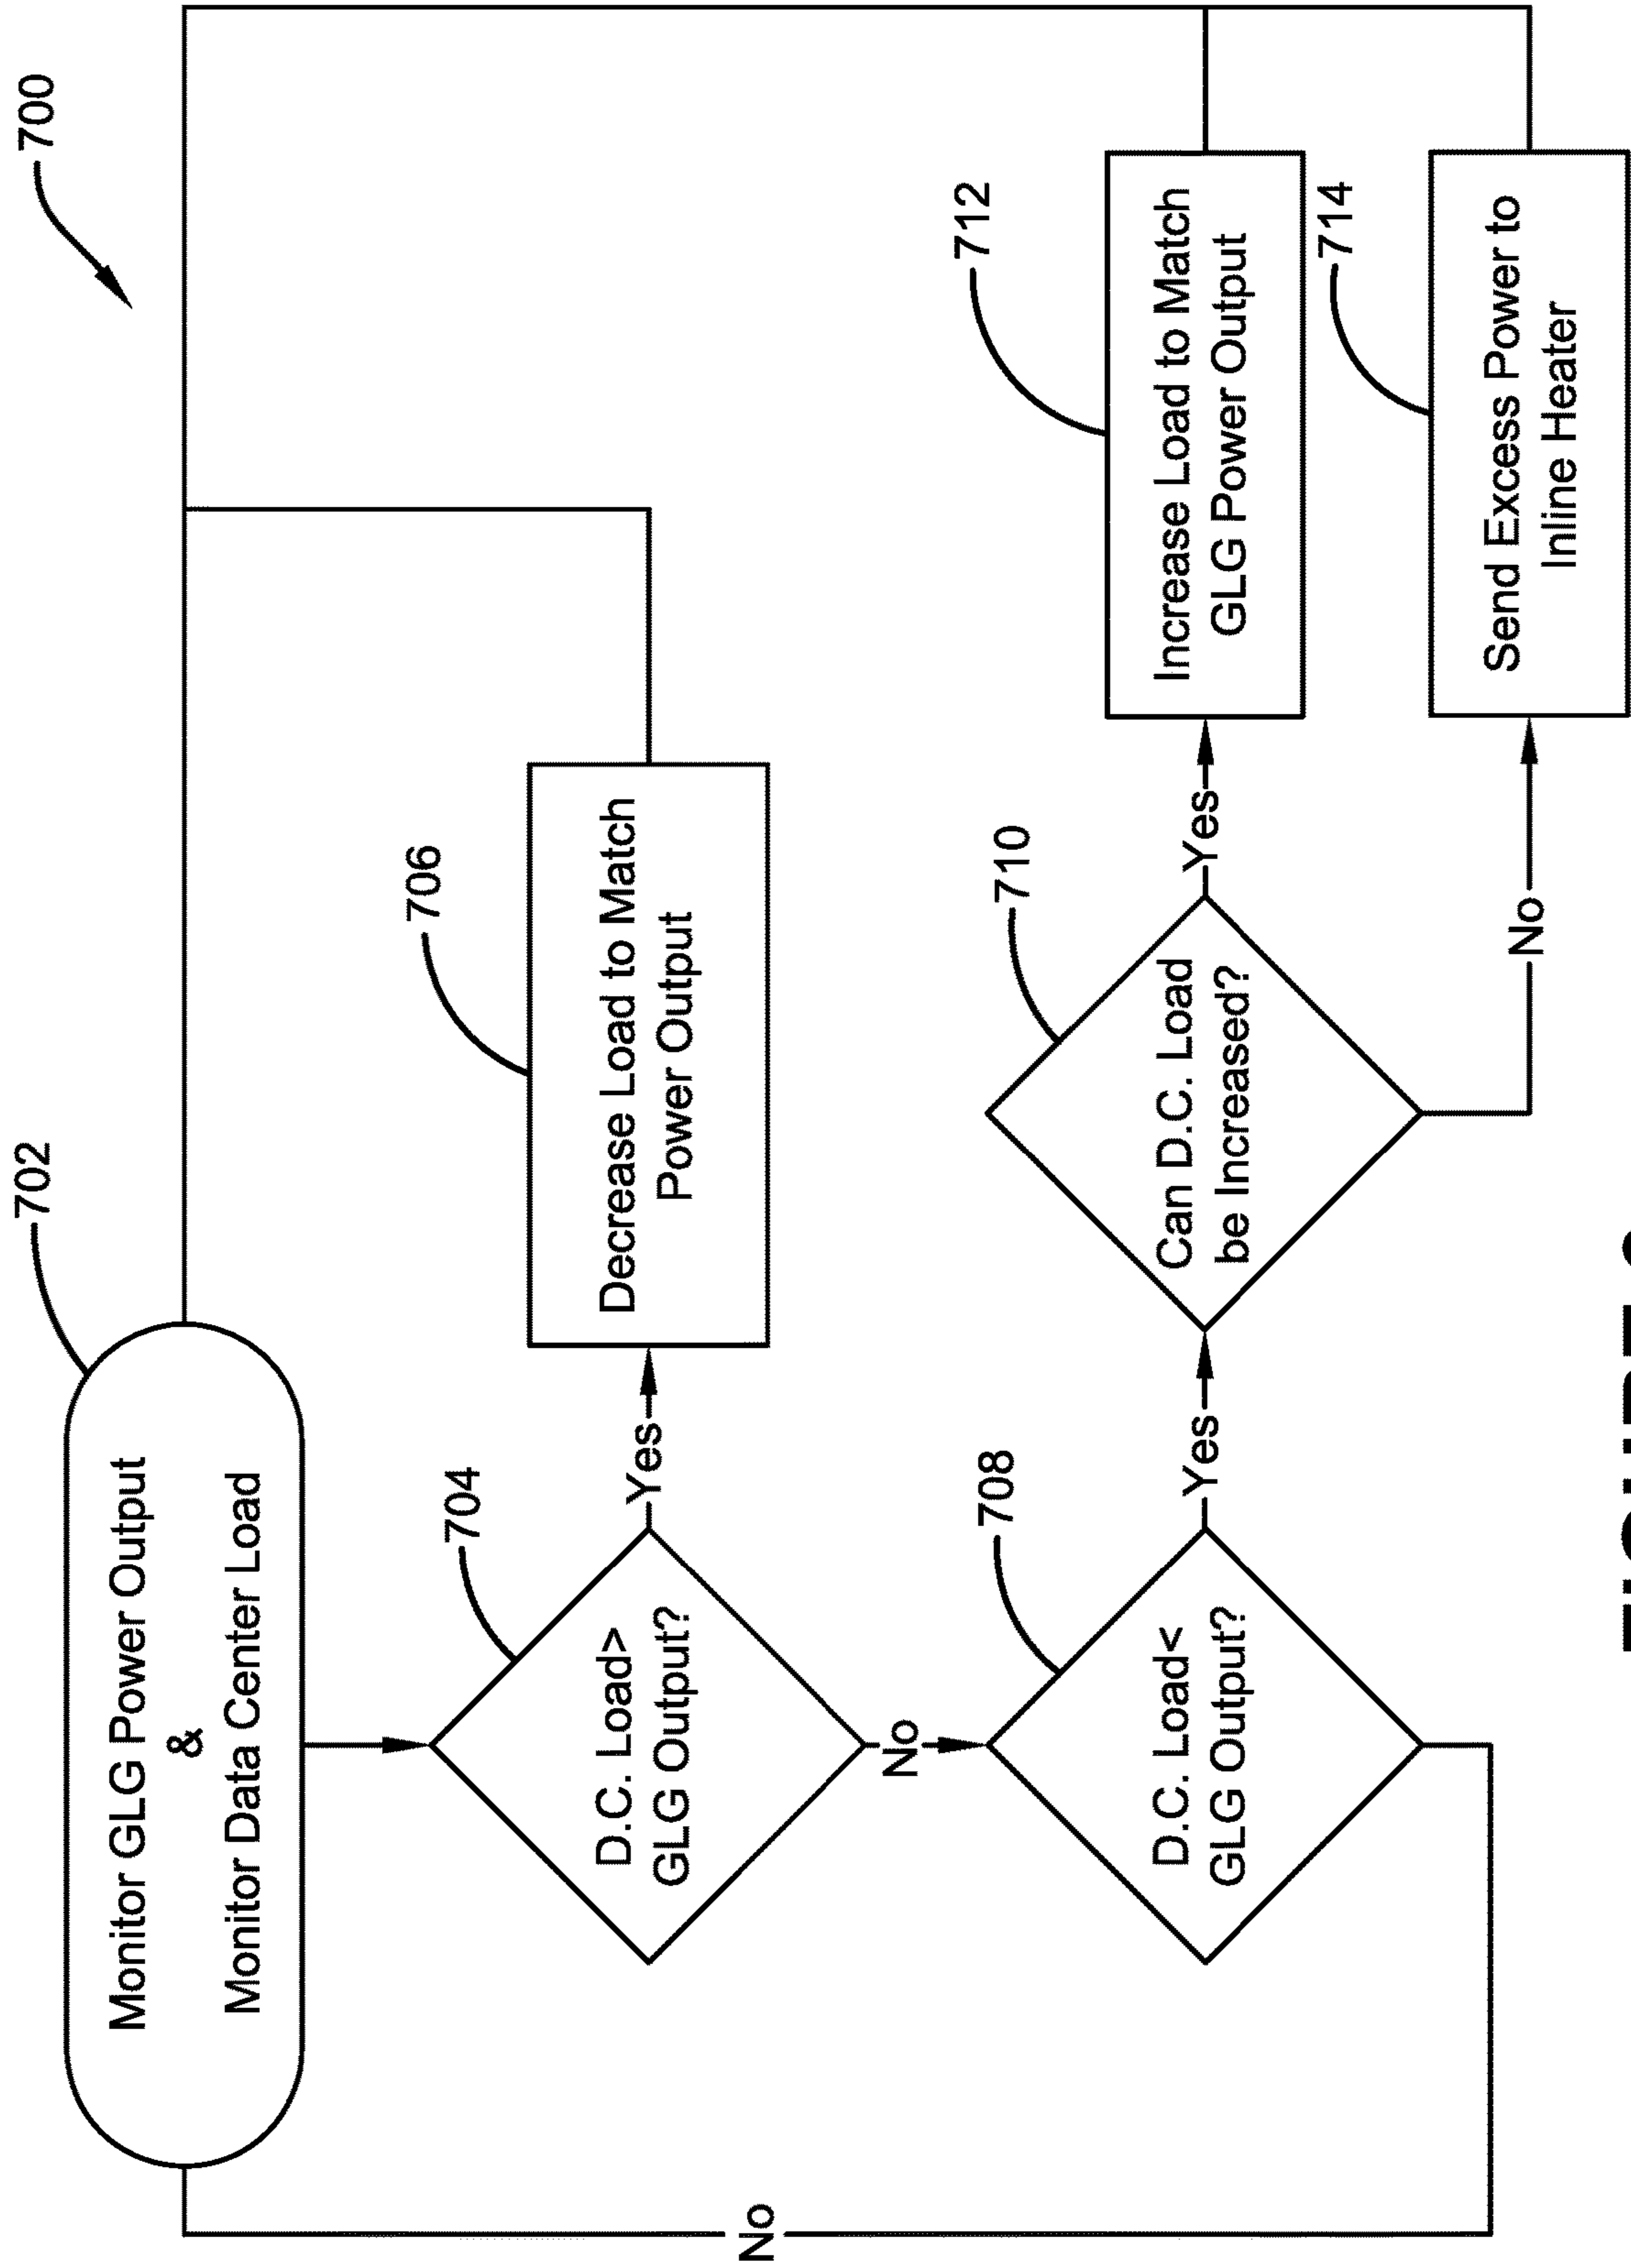 700
702
Monitor GLG Power Output
&
Monitor Data Center Load
704
D.C. Load>
GLG Output?
Yes
706
Decrease Load to Match
Power Output
No
708
D.C. Load<
GLG Output?
Yes
710
Can D.C. Load
be Increased?
Yes
712
Increase Load to Match
GLG Power Output
No
714
Send Excess Power to
Inline Heater
No